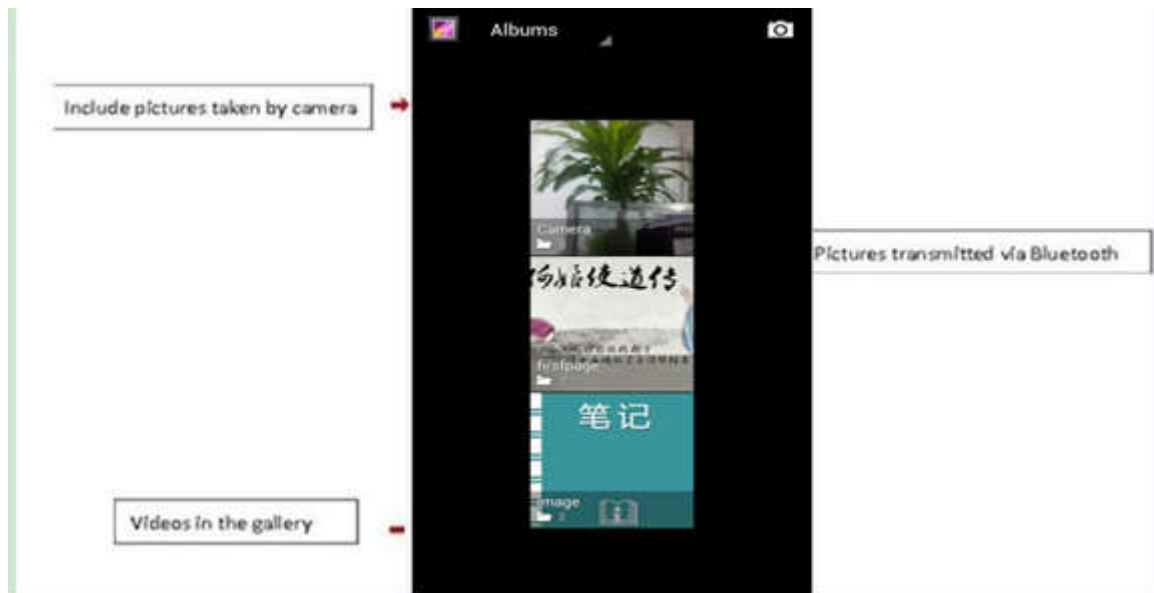 Albums
Include pictures taken by camera
Camera
Pictures transmitted via Bluetooth
firstpage
笔记
image
2
Videos in the gallery